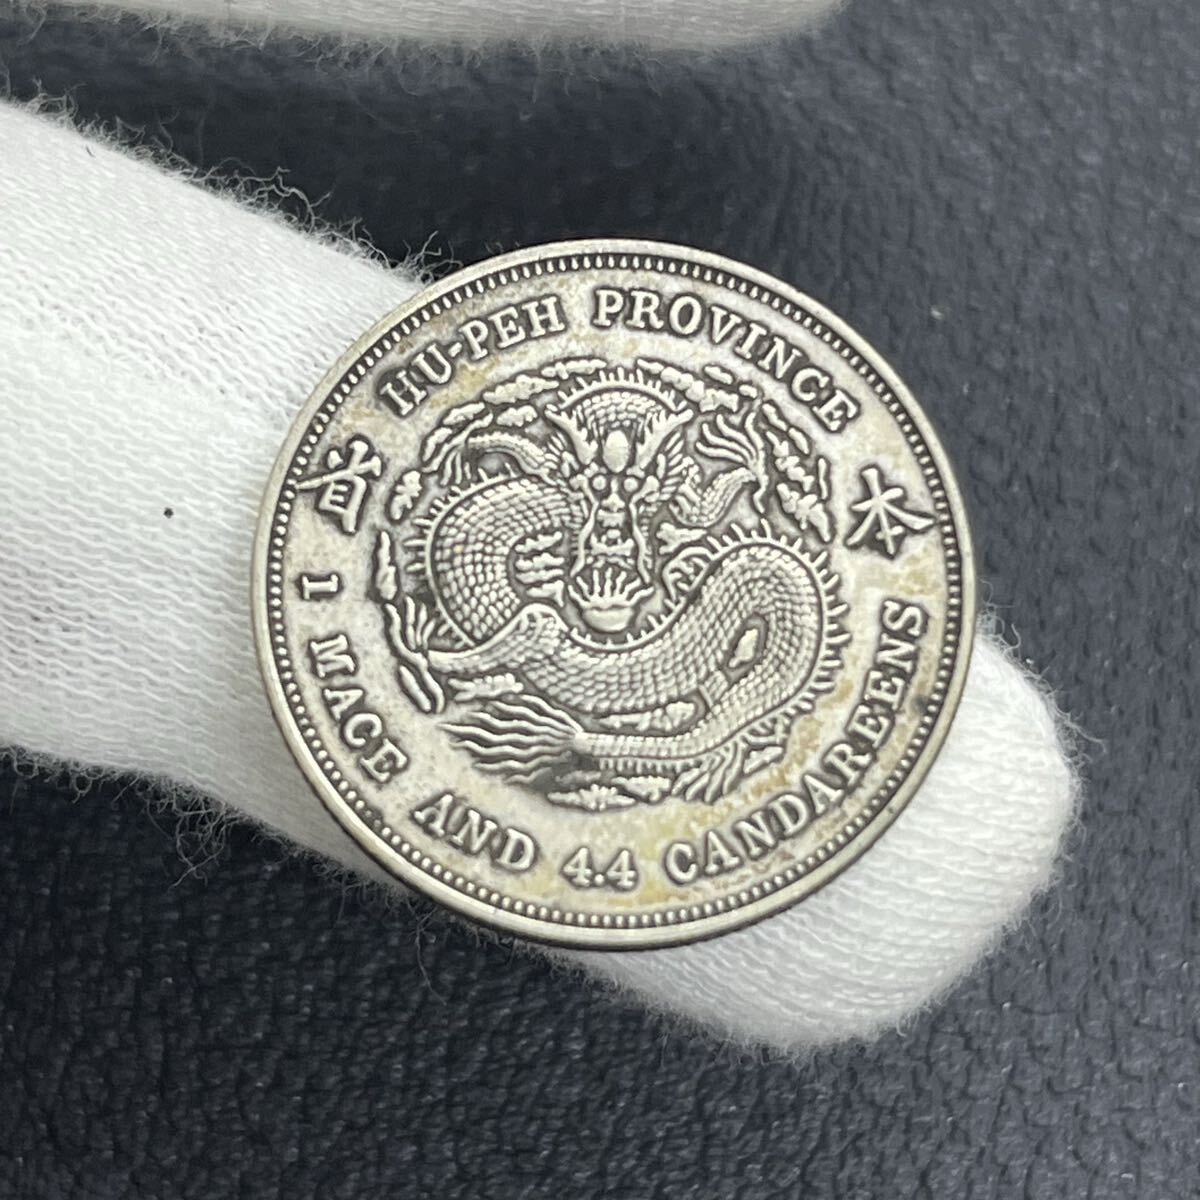 HU-PEH PROVINCE
本 省
1 MACE AND 4.4 CANDAREENS